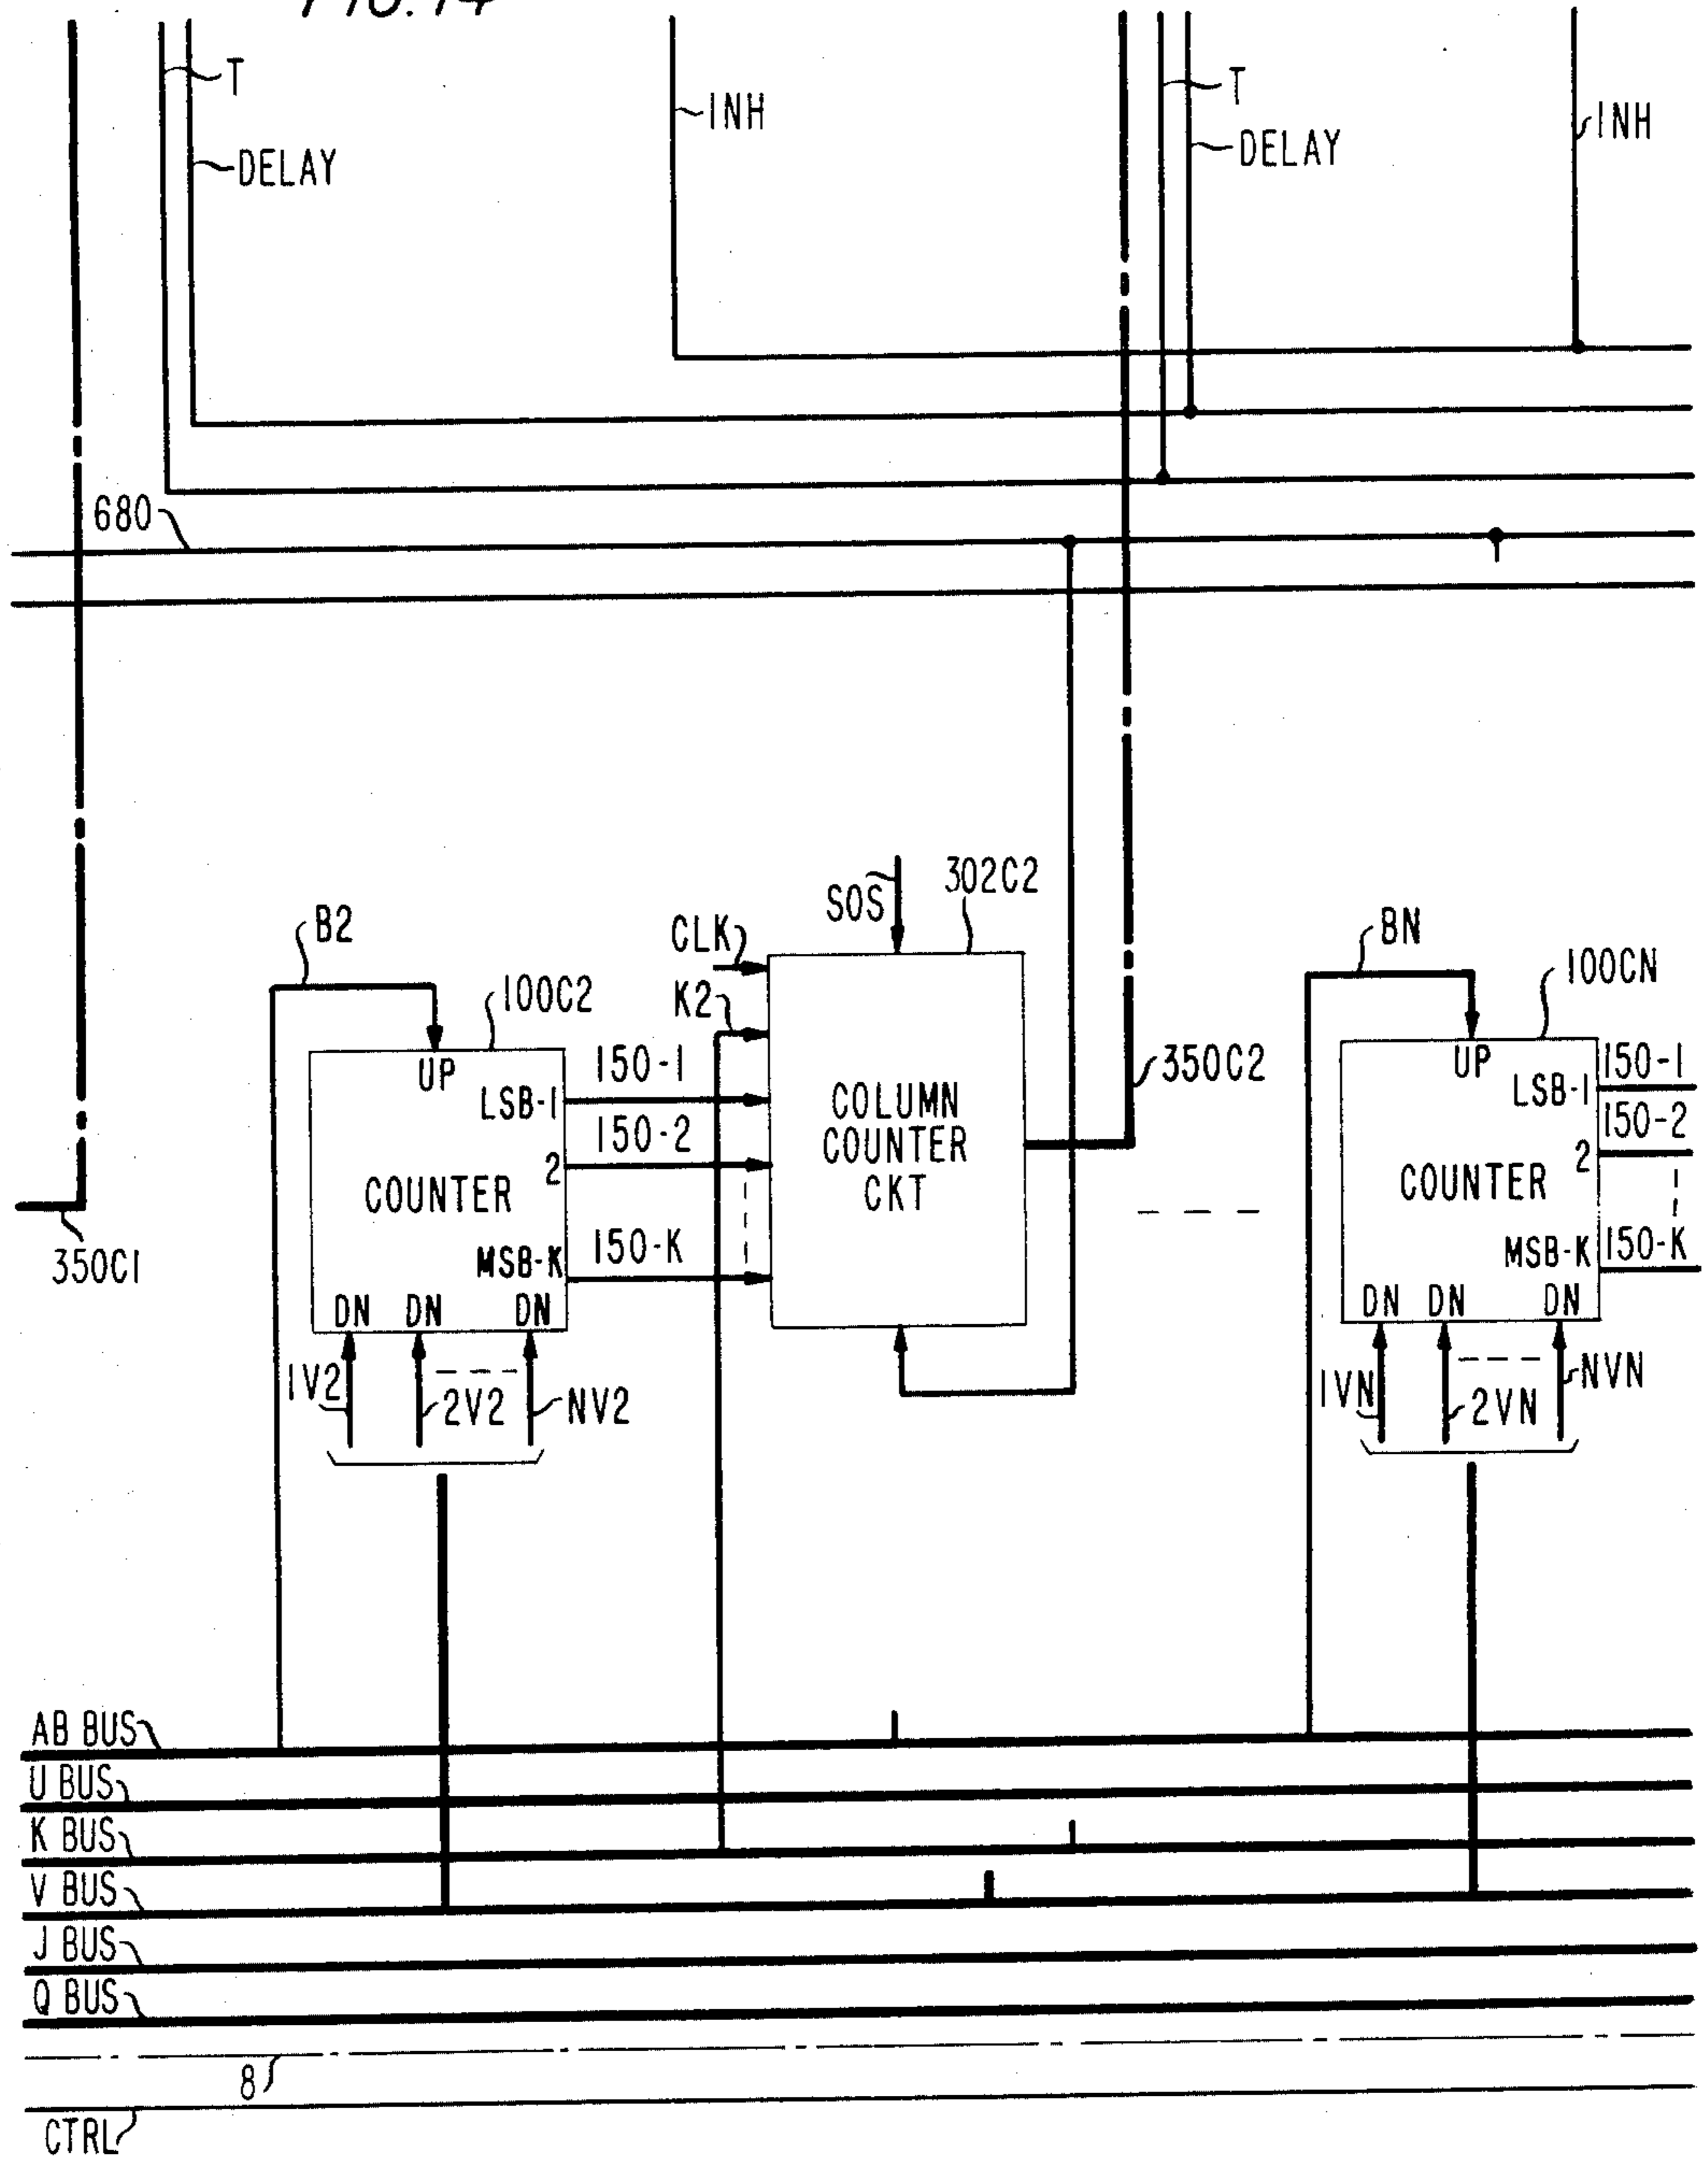 FIG. 14
T
DELAY
INH
T
DELAY
INH
680
SOS
302C2
CLK
K2
B2
100C2
UP
LSB-1
2
COUNTER
MSB-K
DN DN DN
150-1
150-2
150-K
COLUMN
COUNTER
CKT
350C2
350C1
1V2
2V2
NV2
BN
100CN
UP
LSB-1
2
COUNTER
MSB-K
DN DN DN
150-1
150-2
150-K
1VN
2VN
NVN
AB BUS
U BUS
K BUS
V BUS
J BUS
Q BUS
8
CTRL